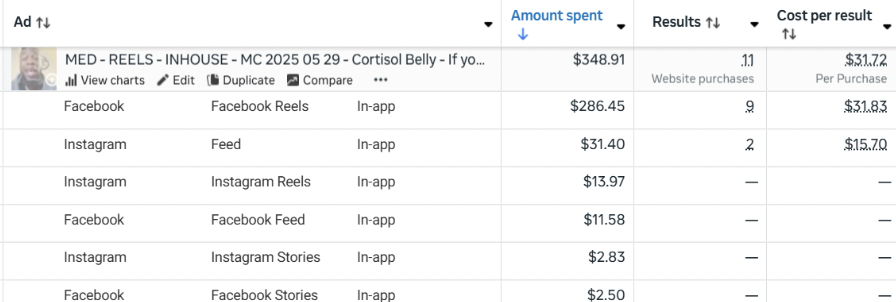 Ad Amount spent Results Cost per result
MED - REELS - INHOUSE - MC 2025 05 29 - Cortisol Belly - If yo... $348.91 11 $31.72
View charts Edit Duplicate Compare ... Website purchases Per Purchase
Facebook Facebook Reels In-app $286.45 9 $31.83
Instagram Feed In-app $31.40 2 $15.70
Instagram Instagram Reels In-app $13.97 — —
Facebook Facebook Feed In-app $11.58 — —
Instagram Instagram Stories In-app $2.83 — —
Facebook Facebook Stories In-app $2.50 — —